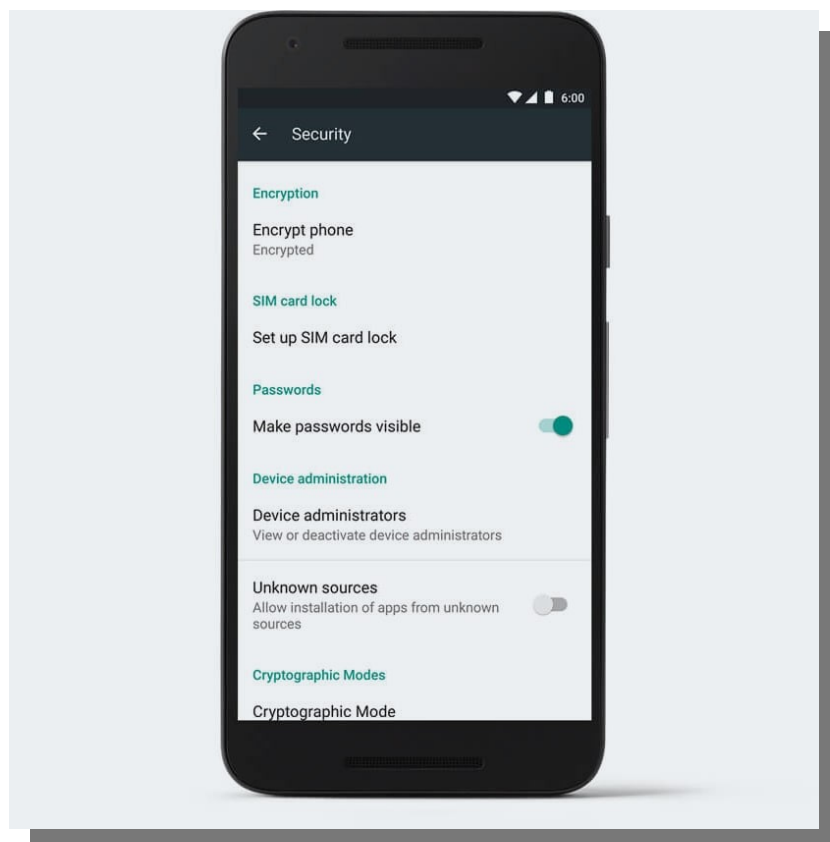 6:00
Security
Encryption
Encrypt phone
Encrypted
SIM card lock
Set up SIM card lock
Passwords
Make passwords visible
Device administration
Device administrators
View or deactivate device administrators
Unknown sources
Allow installation of apps from unknown
sources
Cryptographic Modes
Cryptographic Mode